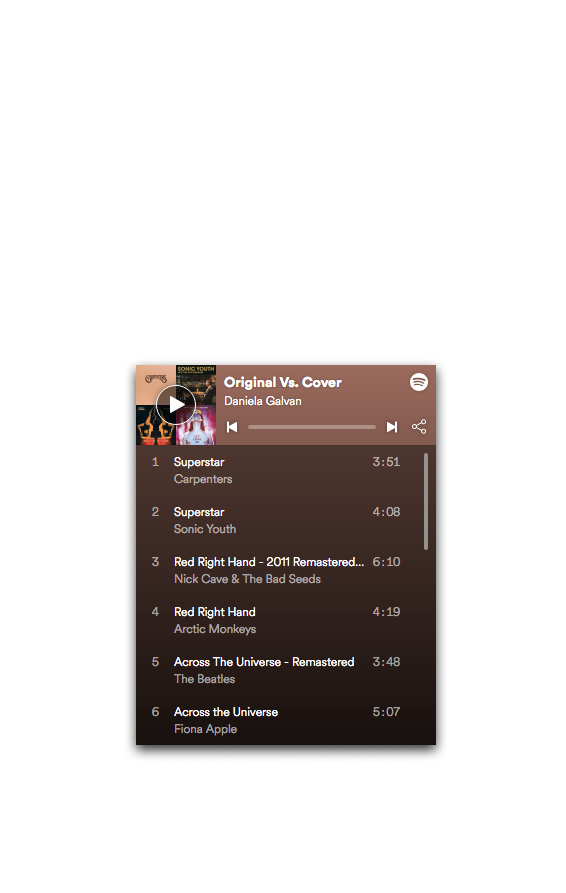 CARPENTERS
SONIC YOUTH
Original Vs. Cover
Daniela Galvan
1 Superstar 3:51
Carpenters
2 Superstar 4:08
Sonic Youth
3 Red Right Hand - 2011 Remastered... 6:10
Nick Cave & The Bad Seeds
4 Red Right Hand 4:19
Arctic Monkeys
5 Across The Universe - Remastered 3:48
The Beatles
6 Across the Universe 5:07
Fiona Apple